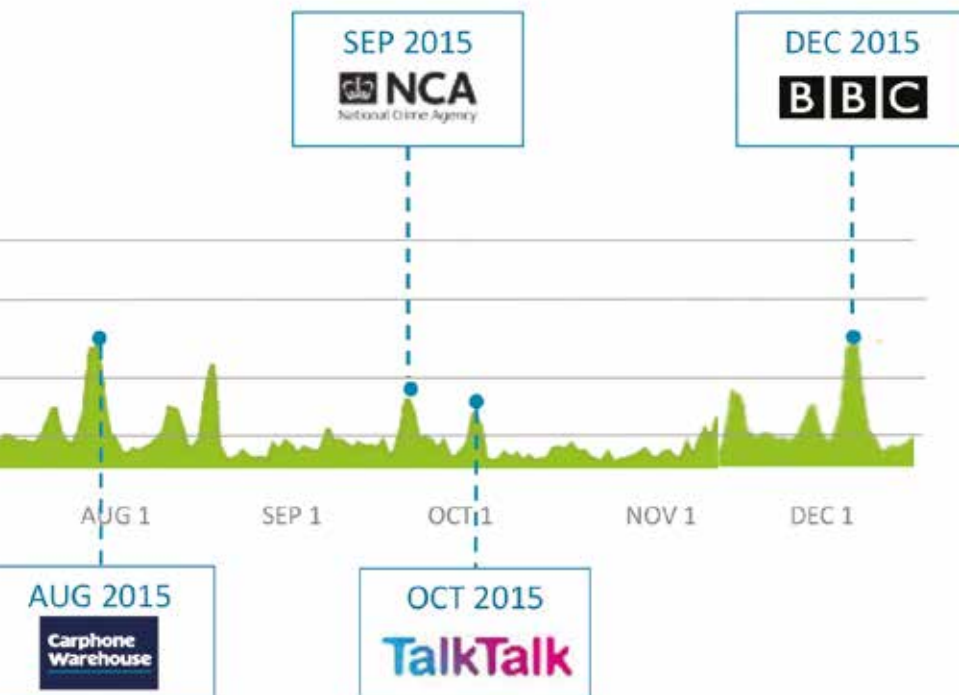 SEP 2015
NCA
National Crime Agency
DEC 2015
BBC
AUG 1
SEP 1
OCT 1
NOV 1
DEC 1
AUG 2015
Carphone
Warehouse
OCT 2015
TalkTalk